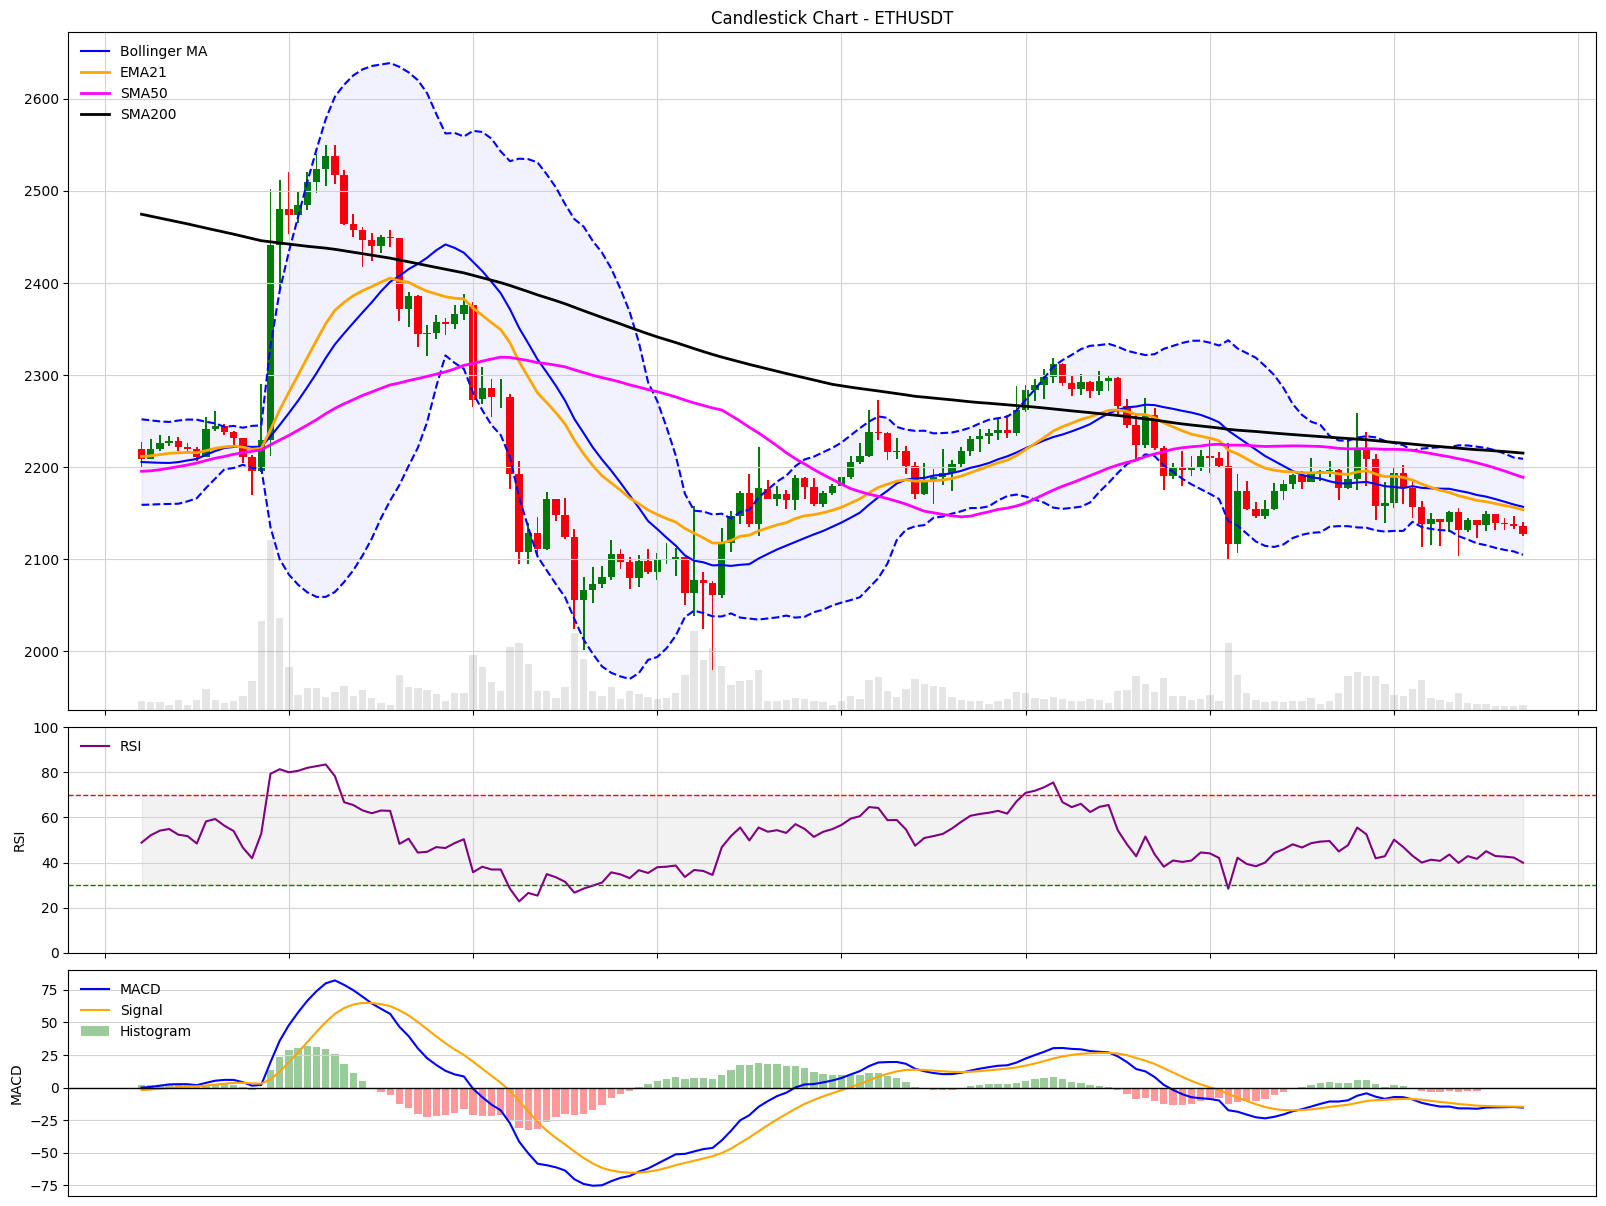 Candlestick Chart - ETHUSDT
Bollinger MA
EMA21
SMA50
SMA200
2600
2500
2400
2300
2200
2100
2000
RSI
100
80
60
40
20
0
RSI
MACD
Signal
Histogram
75
50
25
0
−25
−50
−75
MACD